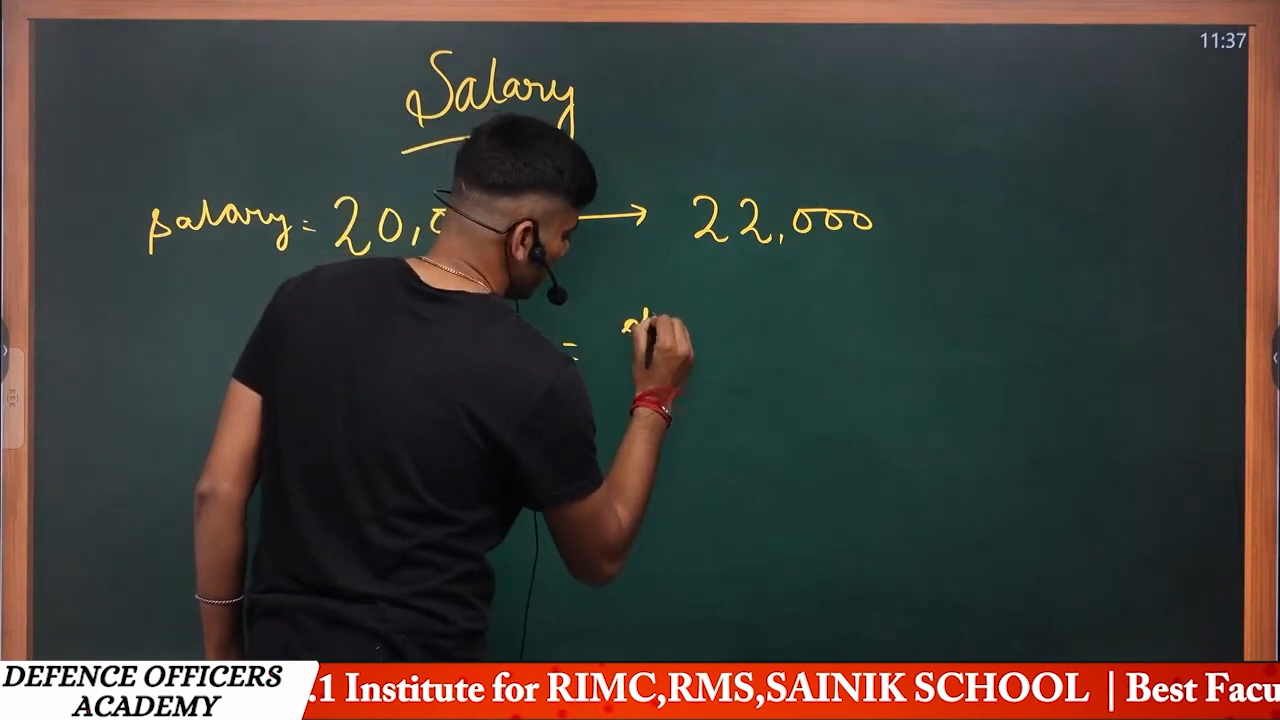 11:37
Salary
salary = 20,0 → 22,000
=
DEFENCE OFFICERS
ACADEMY
.1 Institute for RIMC,RMS,SAINIK SCHOOL | Best Facu